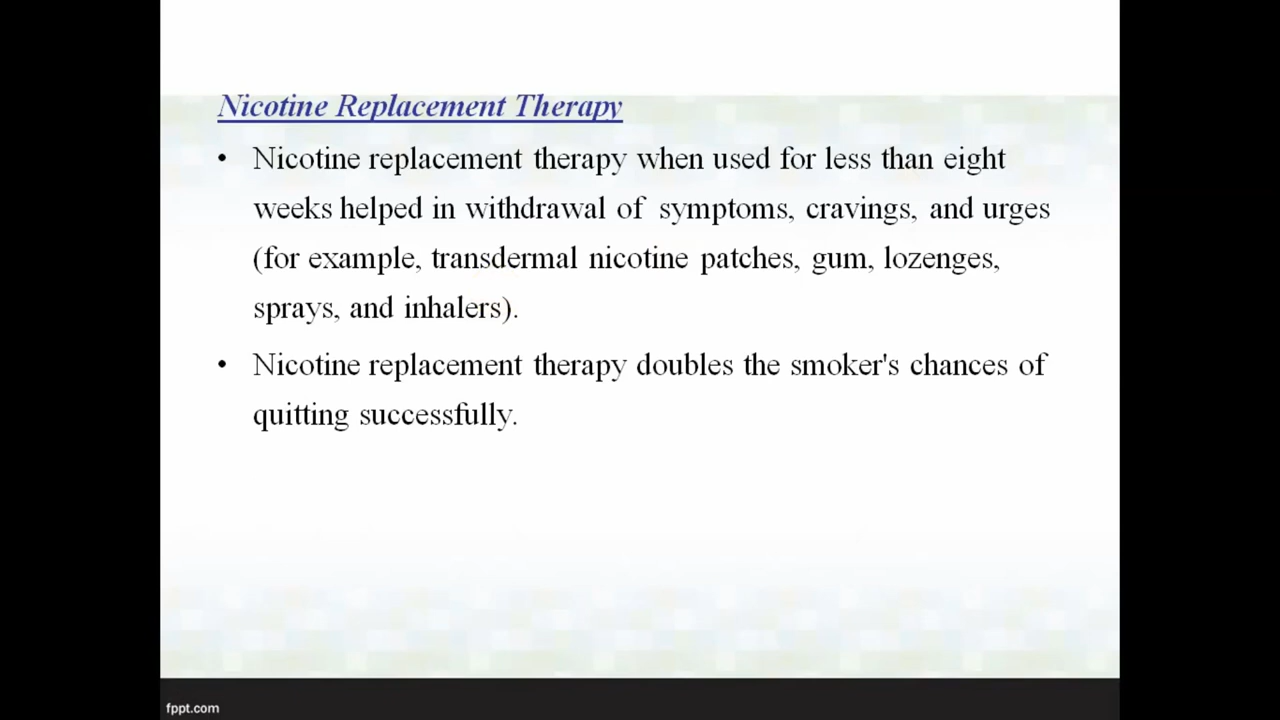 Nicotine Replacement Therapy
• Nicotine replacement therapy when used for less than eight
weeks helped in withdrawal of symptoms, cravings, and urges
(for example, transdermal nicotine patches, gum, lozenges,
sprays, and inhalers).
• Nicotine replacement therapy doubles the smoker's chances of
quitting successfully.
fppt.com